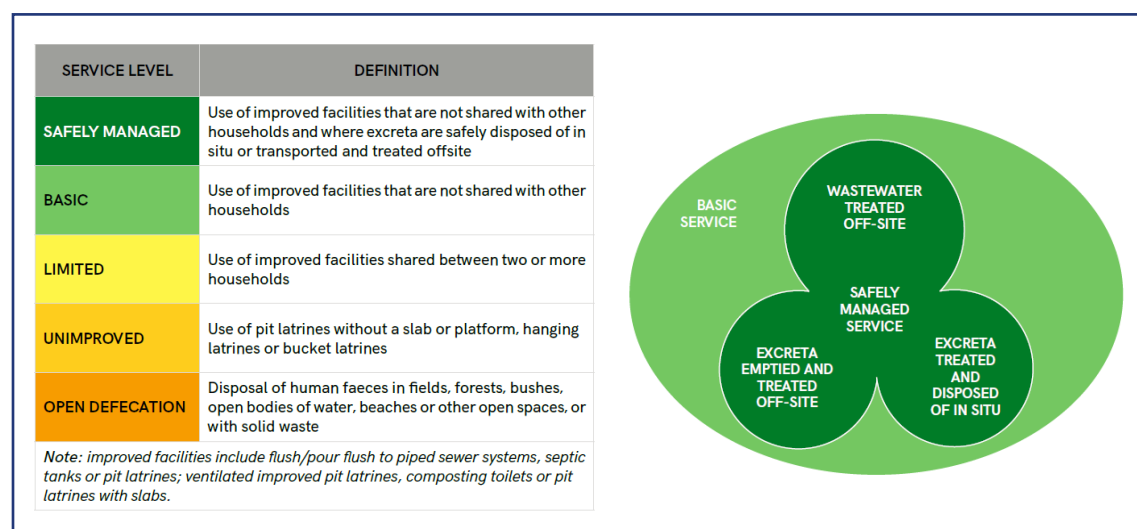 SERVICE LEVEL
DEFINITION
SAFELY MANAGED
Use of improved facilities that are not shared with other
households and where excreta are safely disposed of in
situ or transported and treated offsite
BASIC
Use of improved facilities that are not shared with other
households
LIMITED
Use of improved facilities shared between two or more
households
UNIMPROVED
Use of pit latrines without a slab or platform, hanging
latrines or bucket latrines
OPEN DEFECATION
Disposal of human faeces in fields, forests, bushes,
open bodies of water, beaches or other open spaces, or
with solid waste
Note: improved facilities include flush/pour flush to piped sewer systems, septic
tanks or pit latrines; ventilated improved pit latrines, composting toilets or pit
latrines with slabs.
BASIC
SERVICE
WASTEWATER
TREATED
OFF-SITE
SAFELY
MANAGED
SERVICE
EXCRETA
EMPTIED AND
TREATED
OFF-SITE
EXCRETA
TREATED
AND
DISPOSED
OF IN SITU